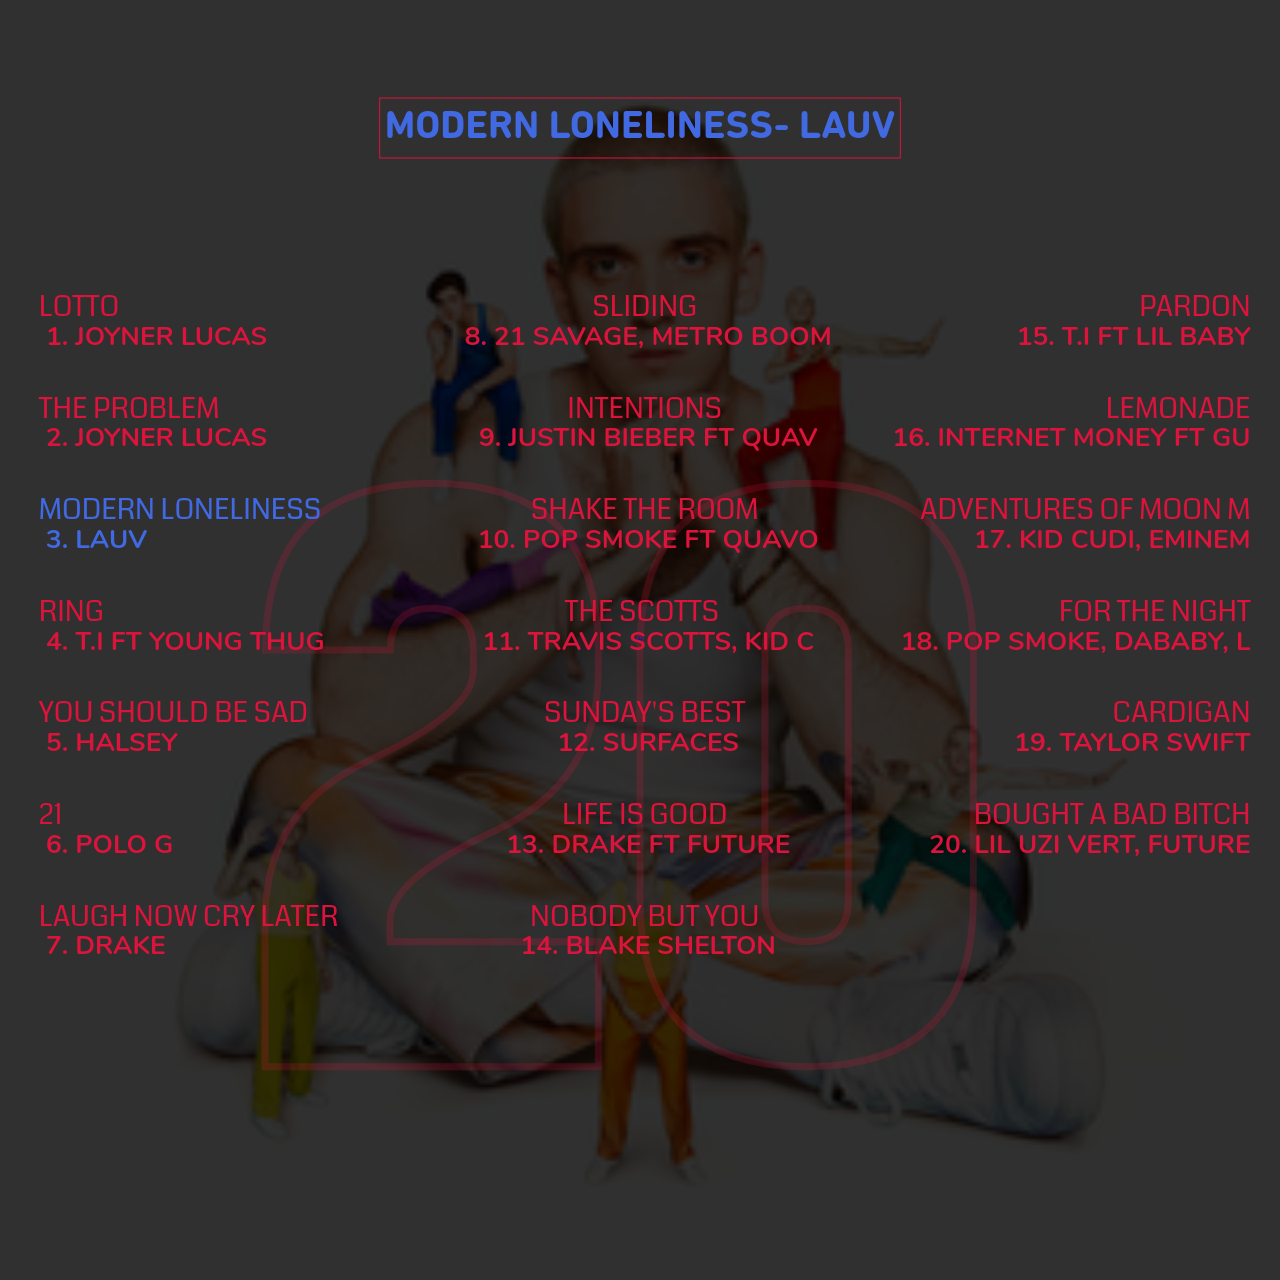 MODERN LONELINESS- LAUV
LOTTO
1. JOYNER LUCAS
THE PROBLEM
2. JOYNER LUCAS
MODERN LONELINESS
3. LAUV
RING
4. T.I FT YOUNG THUG
YOU SHOULD BE SAD
5. HALSEY
21
6. POLO G
LAUGH NOW CRY LATER
7. DRAKE
SLIDING
8. 21 SAVAGE, METRO BOOM
INTENTIONS
9. JUSTIN BIEBER FT QUAV
SHAKE THE ROOM
10. POP SMOKE FT QUAVO
THE SCOTTS
11. TRAVIS SCOTTS, KID C
SUNDAY'S BEST
12. SURFACES
LIFE IS GOOD
13. DRAKE FT FUTURE
NOBODY BUT YOU
14. BLAKE SHELTON
PARDON
15. T.I FT LIL BABY
LEMONADE
16. INTERNET MONEY FT GU
ADVENTURES OF MOON M
17. KID CUDI, EMINEM
FOR THE NIGHT
18. POP SMOKE, DABABY, L
CARDIGAN
19. TAYLOR SWIFT
BOUGHT A BAD BITCH
20. LIL UZI VERT, FUTURE
20